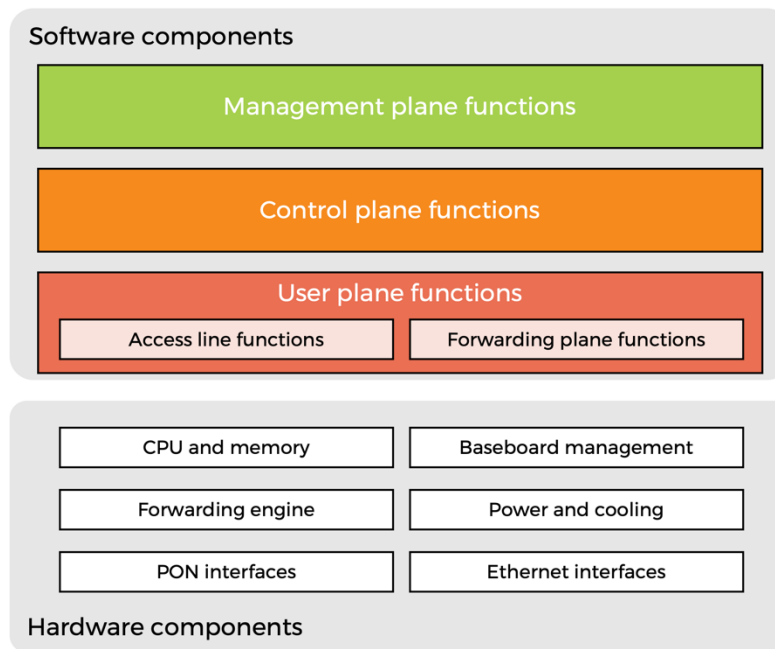 Software components
Management plane functions
Control plane functions
User plane functions
Access line functions
Forwarding plane functions
CPU and memory
Baseboard management
Forwarding engine
Power and cooling
PON interfaces
Ethernet interfaces
Hardware components